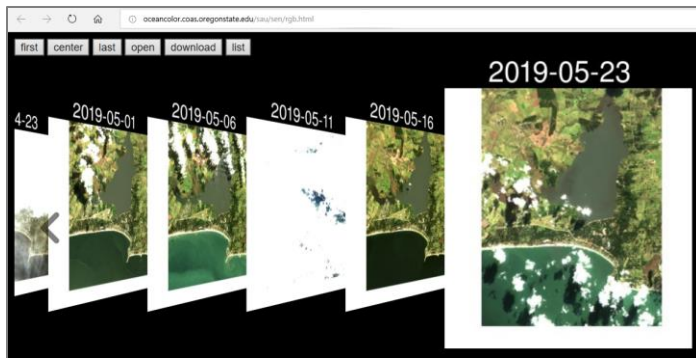 oceancolor.coas.oregonstate.edu/sau/sen/rgb.html
first center last open download list
2019-05-23
4-23 2019-05-01 2019-05-06 2019-05-11 2019-05-16